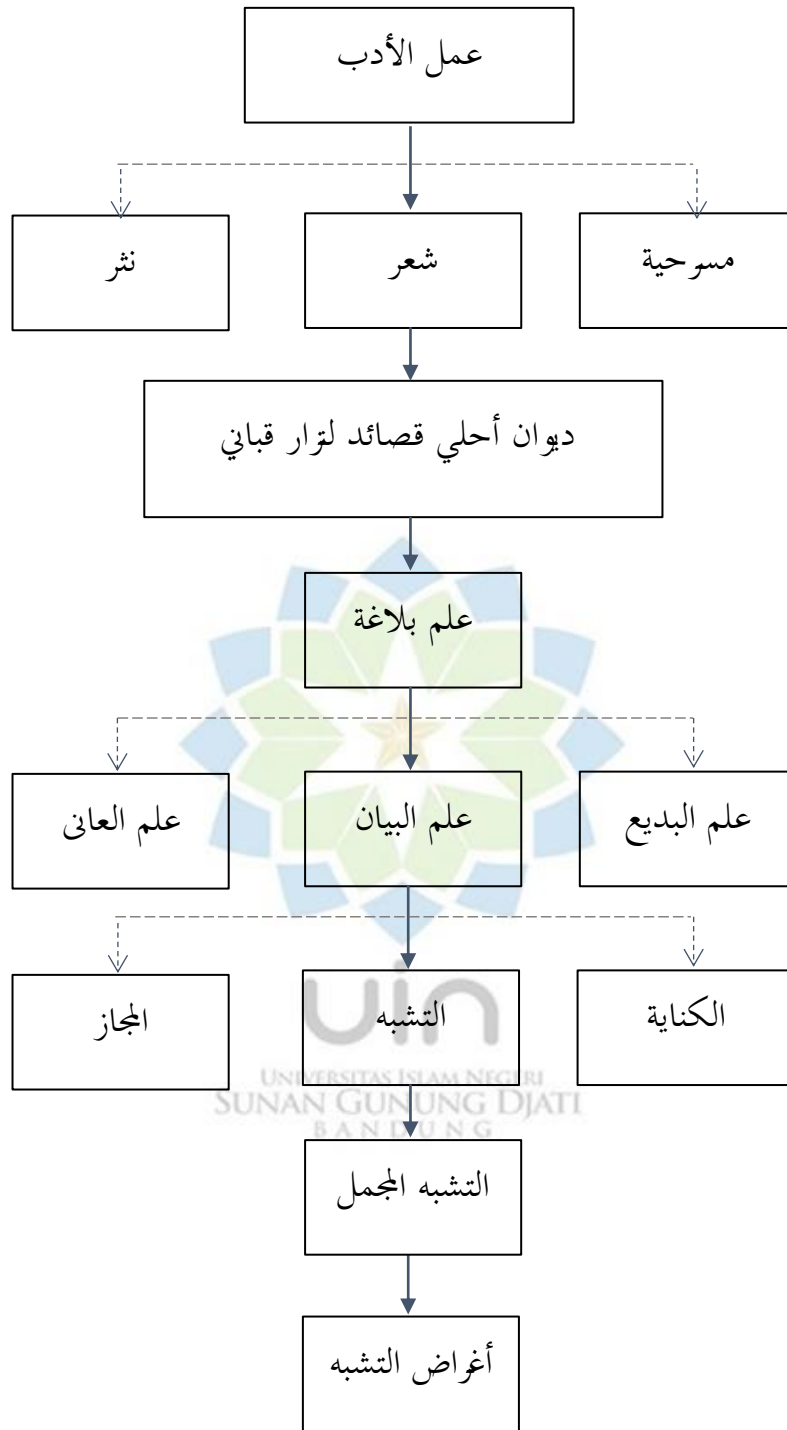 عمل الأدب
مسرحية
شعر
نثر
ديوان أحلي قصائد لنزار قباني
علم بلاغة
علم البديع
علم البيان
علم العانى
الكناية
التشبه
المجاز
uin
UNIVERSITAS ISLAM NEGERI
SUNAN GUNUNG DJATI
BANDUNG
التشبه المجمل
أغراض التشبه